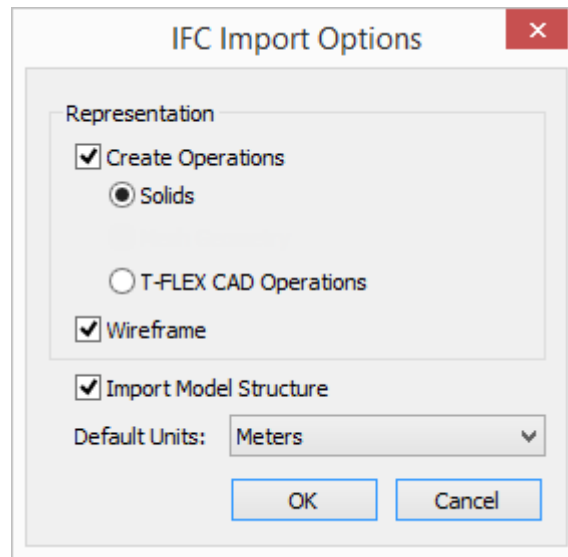 IFC Import Options
Representation
Create Operations
Solids
T-FLEX CAD Operations
Wireframe
Import Model Structure
Default Units: Meters
OK Cancel